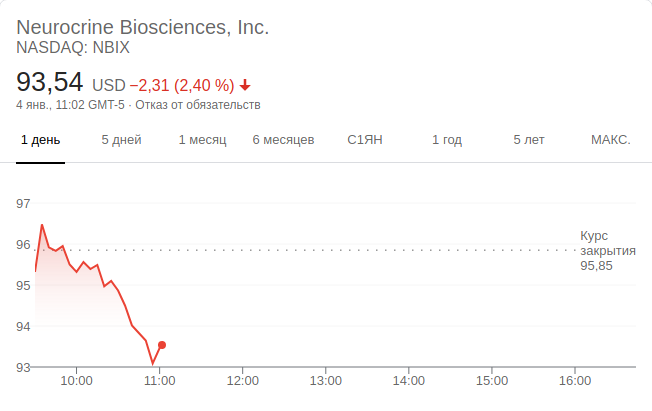 Neurocrine Biosciences, Inc.
NASDAQ: NBIX
93,54 USD −2,31 (2,40 %)
4 янв., 11:02 GMT-5 · Отказ от обязательств
1 день 5 дней 1 месяц 6 месяцев С1ЯН 1 год 5 лет МАКС.
97
96
95
94
93
Курс
закрытия
95,85
10:00 11:00 12:00 13:00 14:00 15:00 16:00